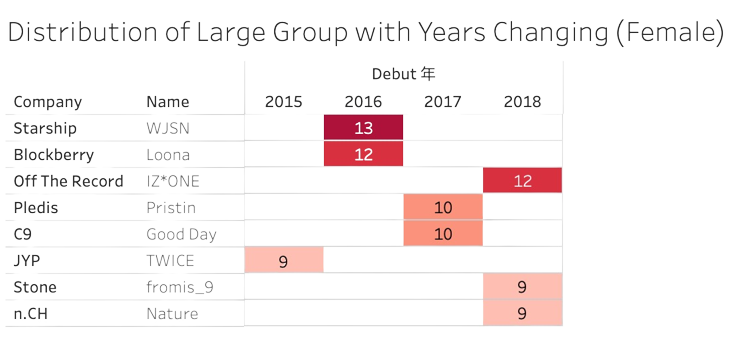 Distribution of Large Group with Years Changing (Female)
Debut 年
Company Name 2015 2016 2017 2018
Starship WJSN 13
Blockberry Loona 12
Off The Record IZ*ONE 12
Pledis Pristin 10
C9 Good Day 10
JYP TWICE 9
Stone fromis_9 9
n.CH Nature 9